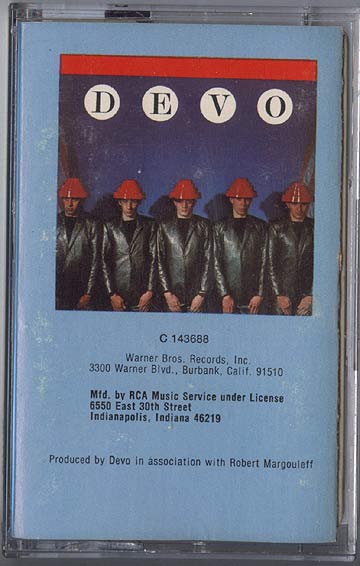 DEVO
C 143688
Warner Bros. Records, Inc.
3300 Warner Blvd., Burbank, Calif. 91510
Mfd. by RCA Music Service under License
6550 East 30th Street
Indianapolis, Indiana 46219
Produced by Devo in association with Robert Margouleff